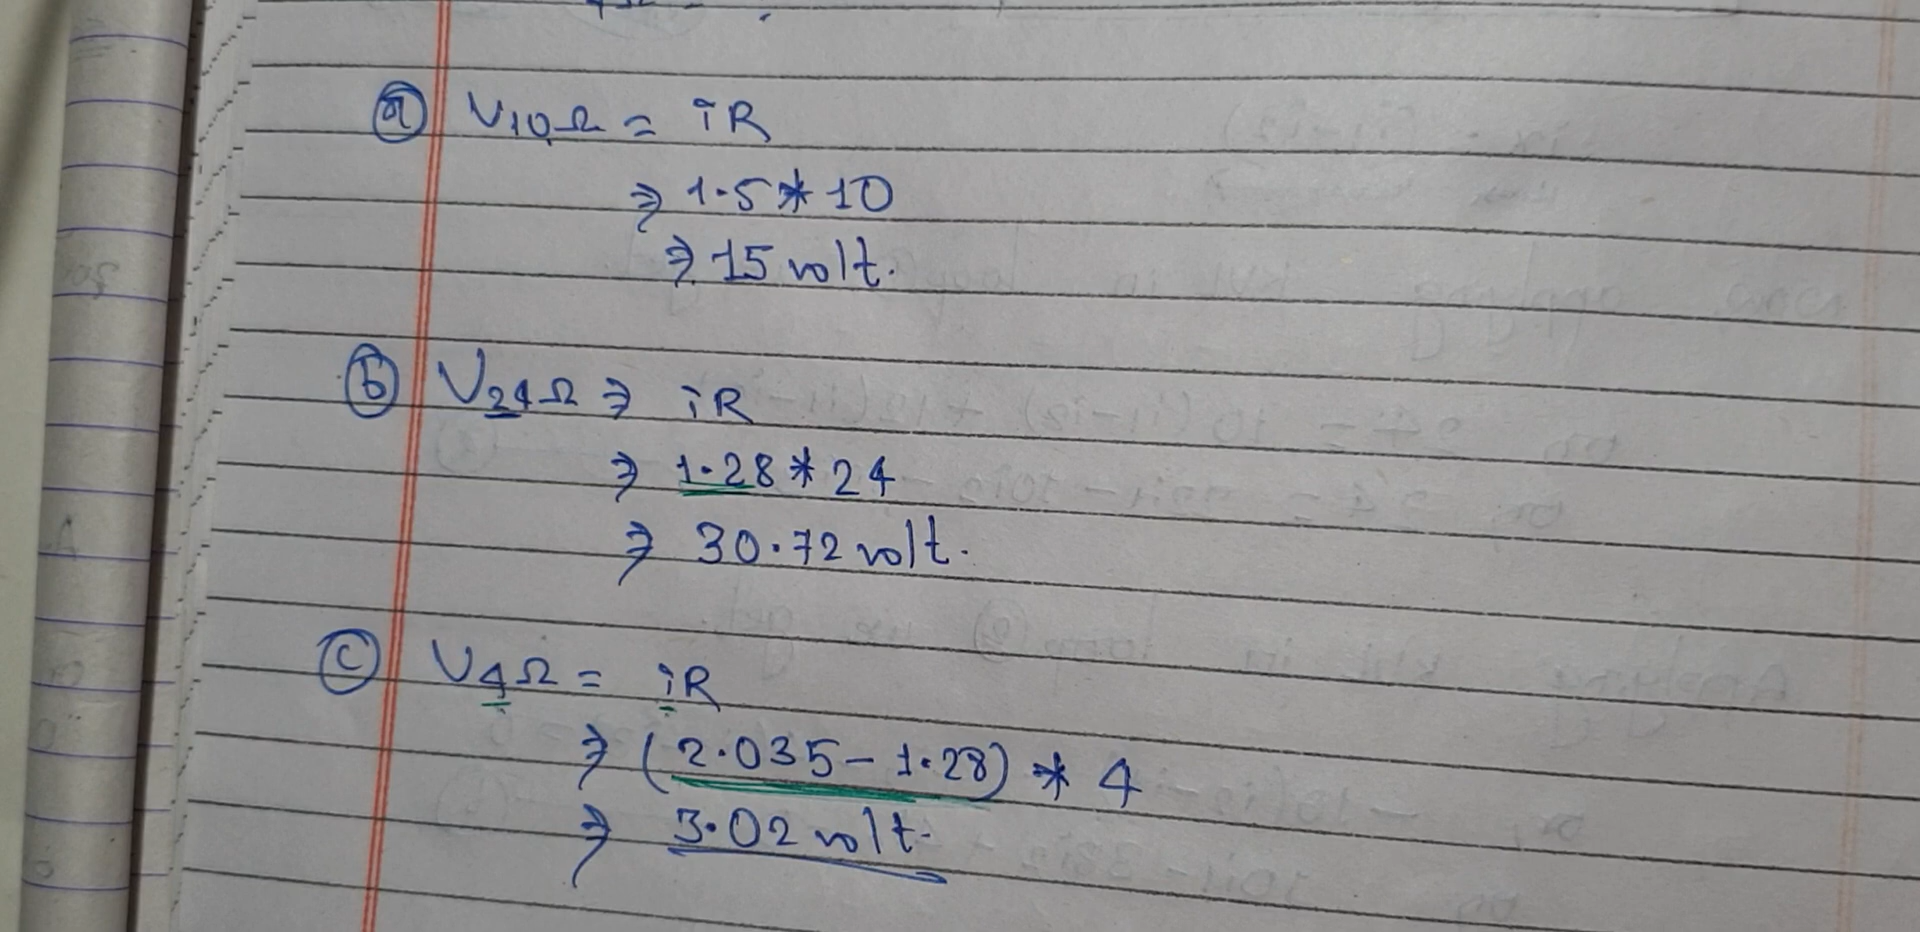 (a) V10Ω = iR
⇒ 1.5 * 10
⇒ 15 volt.
(b) V24Ω ⇒ iR
⇒ 1.28 * 24
⇒ 30.72 volt.
(c) V4Ω = iR
⇒ (2.035 - 1.28) * 4
⇒ 3.02 volt.